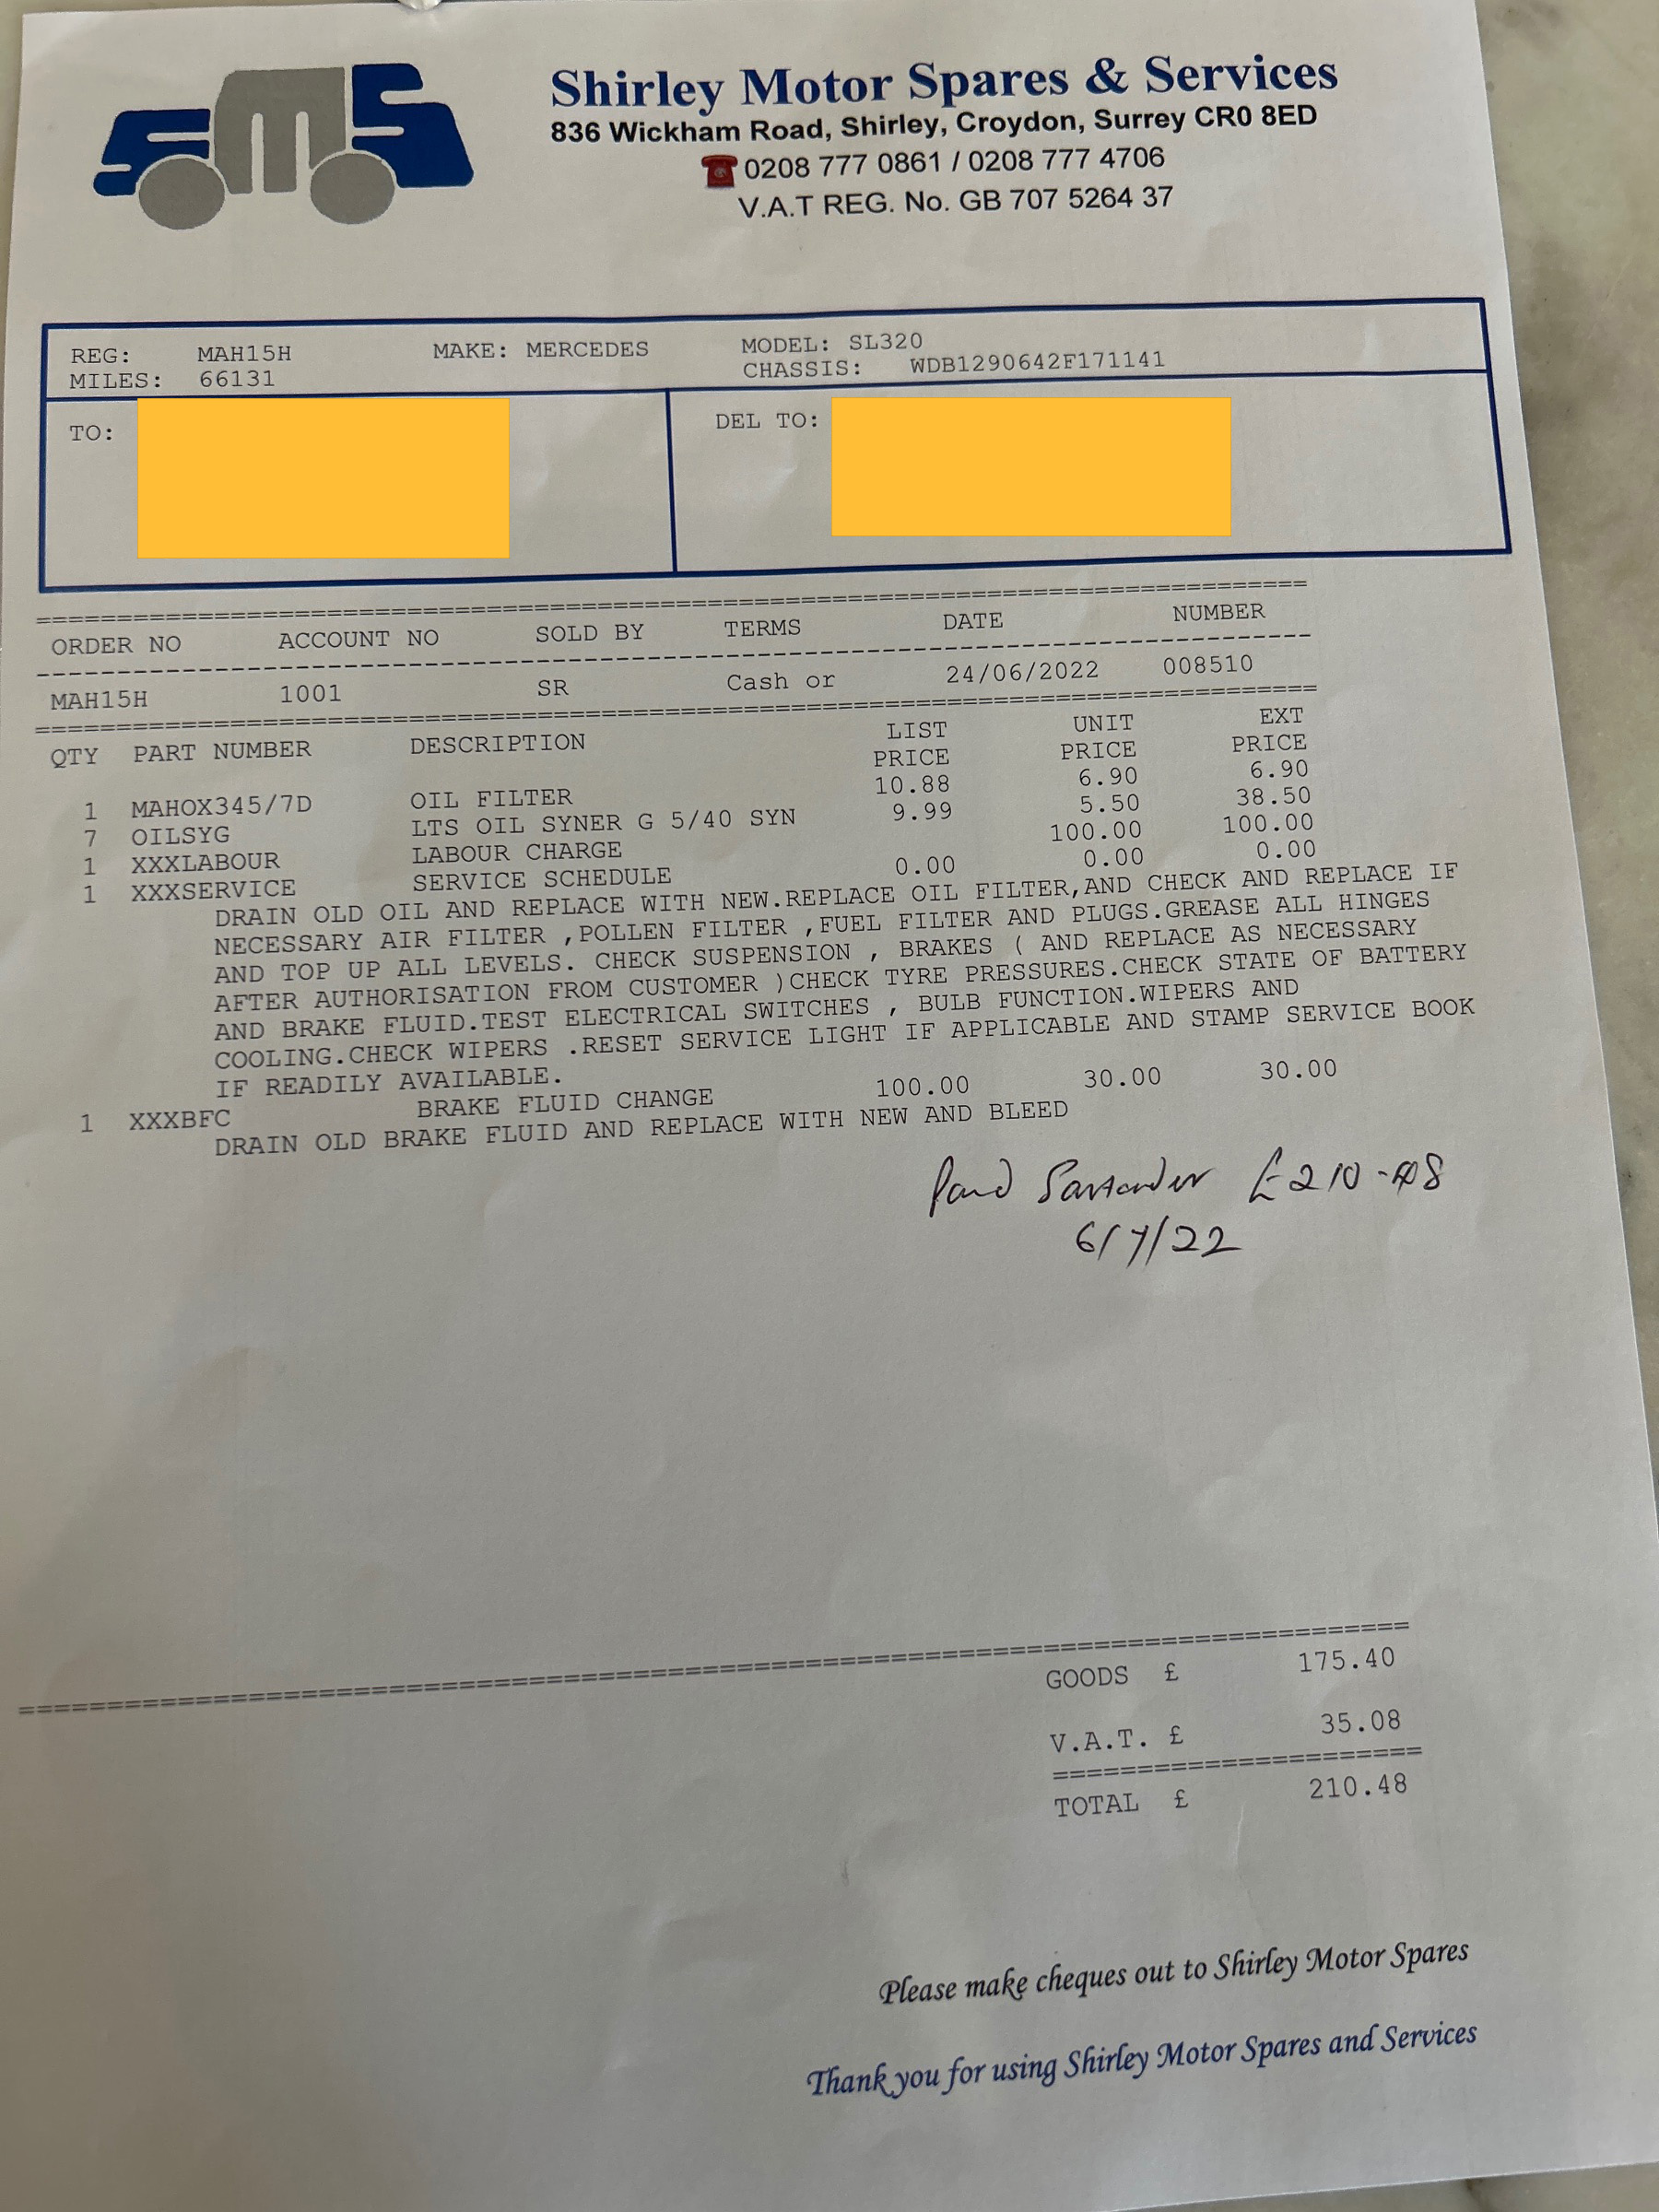 SMS
Shirley Motor Spares & Services
836 Wickham Road, Shirley, Croydon, Surrey CR0 8ED
☎ 0208 777 0861 / 0208 777 4706
V.A.T REG. No. GB 707 5264 37
REG: MAH15H MAKE: MERCEDES MODEL: SL320
MILES: 66131 CHASSIS: WDB1290642F171141
TO: DEL TO:
ORDER NO ACCOUNT NO SOLD BY TERMS DATE NUMBER
MAH15H 1001 SR Cash or 24/06/2022 008510
QTY PART NUMBER DESCRIPTION LIST PRICE UNIT PRICE EXT PRICE
1 MAHOX345/7D OIL FILTER 10.88 6.90 6.90
7 OILSYG LTS OIL SYNER G 5/40 SYN 9.99 5.50 38.50
1 XXXLABOUR LABOUR CHARGE 100.00 100.00
1 XXXSERVICE SERVICE SCHEDULE 0.00 0.00 0.00
DRAIN OLD OIL AND REPLACE WITH NEW.REPLACE OIL FILTER,AND CHECK AND REPLACE IF
NECESSARY AIR FILTER ,POLLEN FILTER ,FUEL FILTER AND PLUGS.GREASE ALL HINGES
AND TOP UP ALL LEVELS. CHECK SUSPENSION , BRAKES ( AND REPLACE AS NECESSARY
AFTER AUTHORISATION FROM CUSTOMER )CHECK TYRE PRESSURES.CHECK STATE OF BATTERY
AND BRAKE FLUID.TEST ELECTRICAL SWITCHES , BULB FUNCTION.WIPERS AND
COOLING.CHECK WIPERS .RESET SERVICE LIGHT IF APPLICABLE AND STAMP SERVICE BOOK
IF READILY AVAILABLE.
1 XXXBFC BRAKE FLUID CHANGE 100.00 30.00 30.00
DRAIN OLD BRAKE FLUID AND REPLACE WITH NEW AND BLEED
Paid Santander £210-48
6/7/22
GOODS £ 175.40
V.A.T. £ 35.08
TOTAL £ 210.48
Please make cheques out to Shirley Motor Spares
Thank you for using Shirley Motor Spares and Services